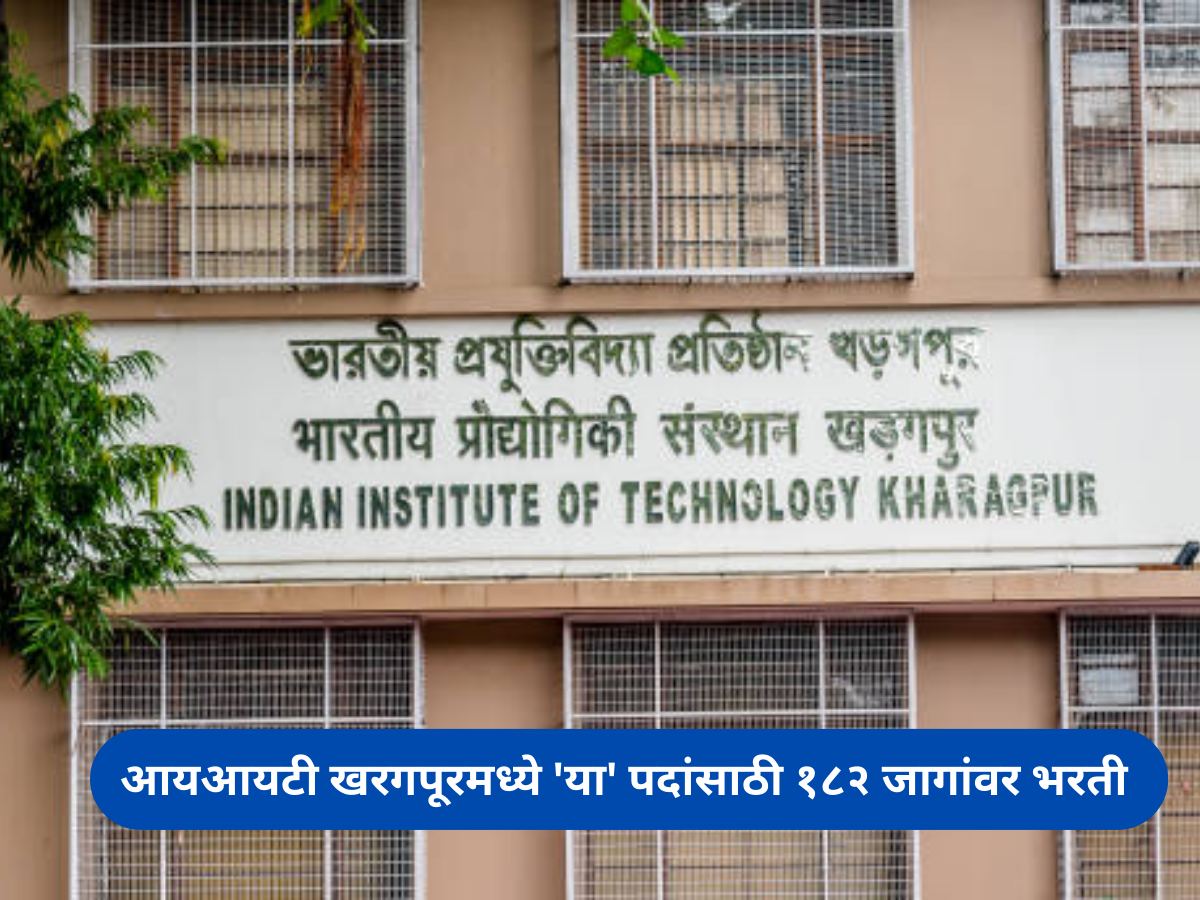 ভারতীয় প্রযুক্তিবিদ্যা প্রতিষ্ঠান খড়গপুর
भारतीय प्रौद्योगिकी संस्थान खड़गपुर
INDIAN INSTITUTE OF TECHNOLOGY KHARAGPUR
आयआयटी खरगपूरमध्ये 'या' पदांसाठी १८२ जागांवर भरती